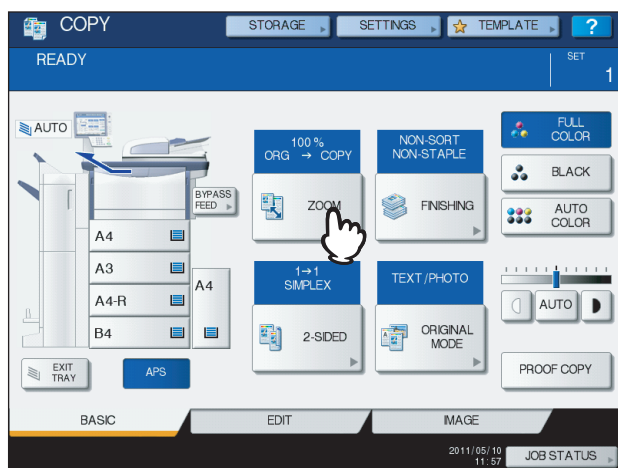 COPY
STORAGE
SETTINGS
TEMPLATE
?
READY
SET
1
AUTO
BYPASS
FEED
A4
A3
A4-R
B4
A4
EXIT
TRAY
APS
100 %
ORG → COPY
ZOOM
NON-SORT
NON-STAPLE
FINISHING
1→1
SIMPLEX
2-SIDED
TEXT/PHOTO
ORIGINAL
MODE
FULL
COLOR
BLACK
AUTO
COLOR
AUTO
PROOF COPY
BASIC
EDIT
IMAGE
2011/05/10
11:57
JOB STATUS